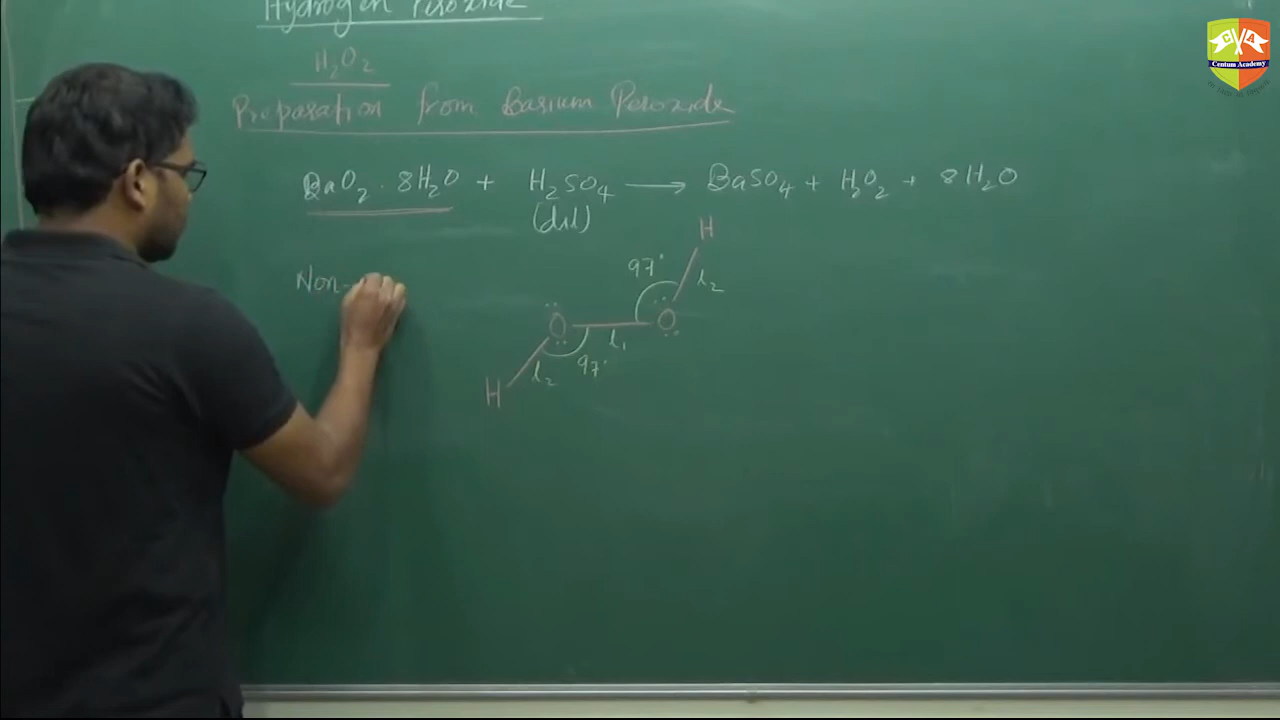 Hydrogen Peroxide
H2O2
Preparation from Barium Peroxide
BaO2 · 8H2O + H2SO4 ⟶ BaSO4 + H2O2 + 8H2O
(dil)
H
97°
l2
Non-
O
O
l1
97°
l2
H
C A
Centum Academy